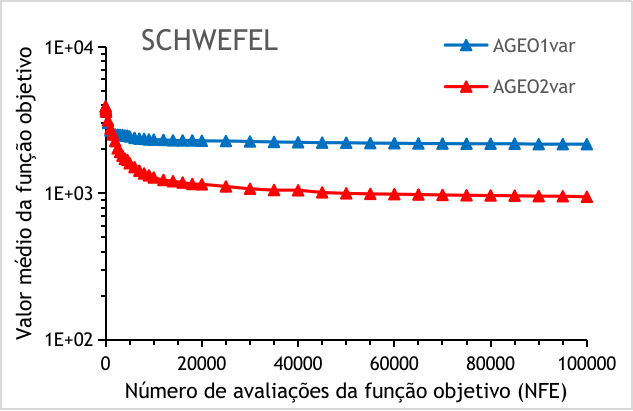 SCHWEFEL
AGEO1var
AGEO2var
Valor médio da função objetivo
1E+04
1E+03
1E+02
0 20000 40000 60000 80000 100000
Número de avaliações da função objetivo (NFE)